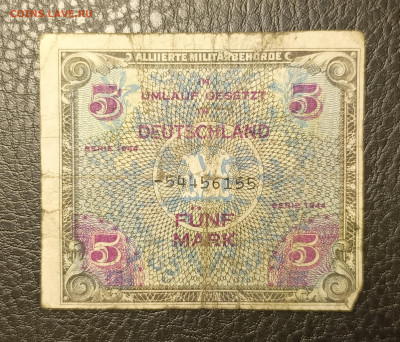 COINS.LAVE.RU
ALLIIERTE MILITÄRBEHÖRDE
IN
UMLAUF GESETZT
5 IN 5
DEUTSCHLAND
SERIE 1944
-54456155
SERIE 1944
FÜNF
5 MARK 5